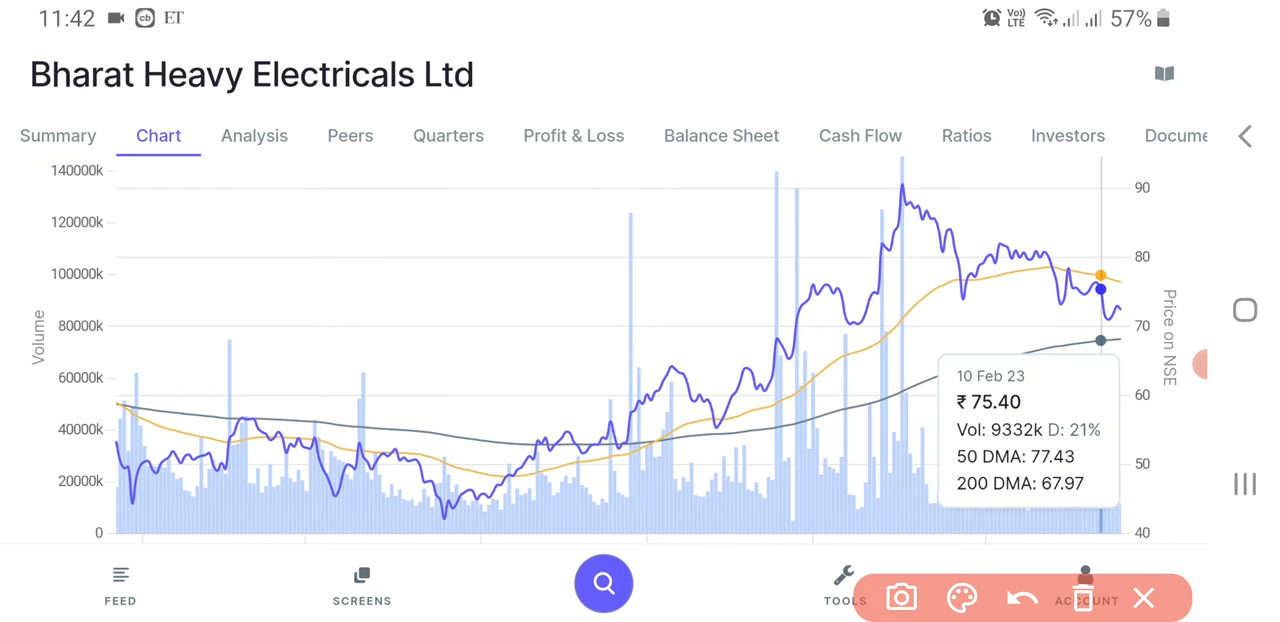 11:42 cb ET Vo)) LTE 57%
Bharat Heavy Electricals Ltd
Summary Chart Analysis Peers Quarters Profit & Loss Balance Sheet Cash Flow Ratios Investors Docume
140000k
120000k
100000k
80000k
60000k
40000k
20000k
0
Volume
90
80
70
60
50
40
Price on NSE
10 Feb 23
₹ 75.40
Vol: 9332k D: 21%
50 DMA: 77.43
200 DMA: 67.97
FEED SCREENS TOOLS ACCOUNT